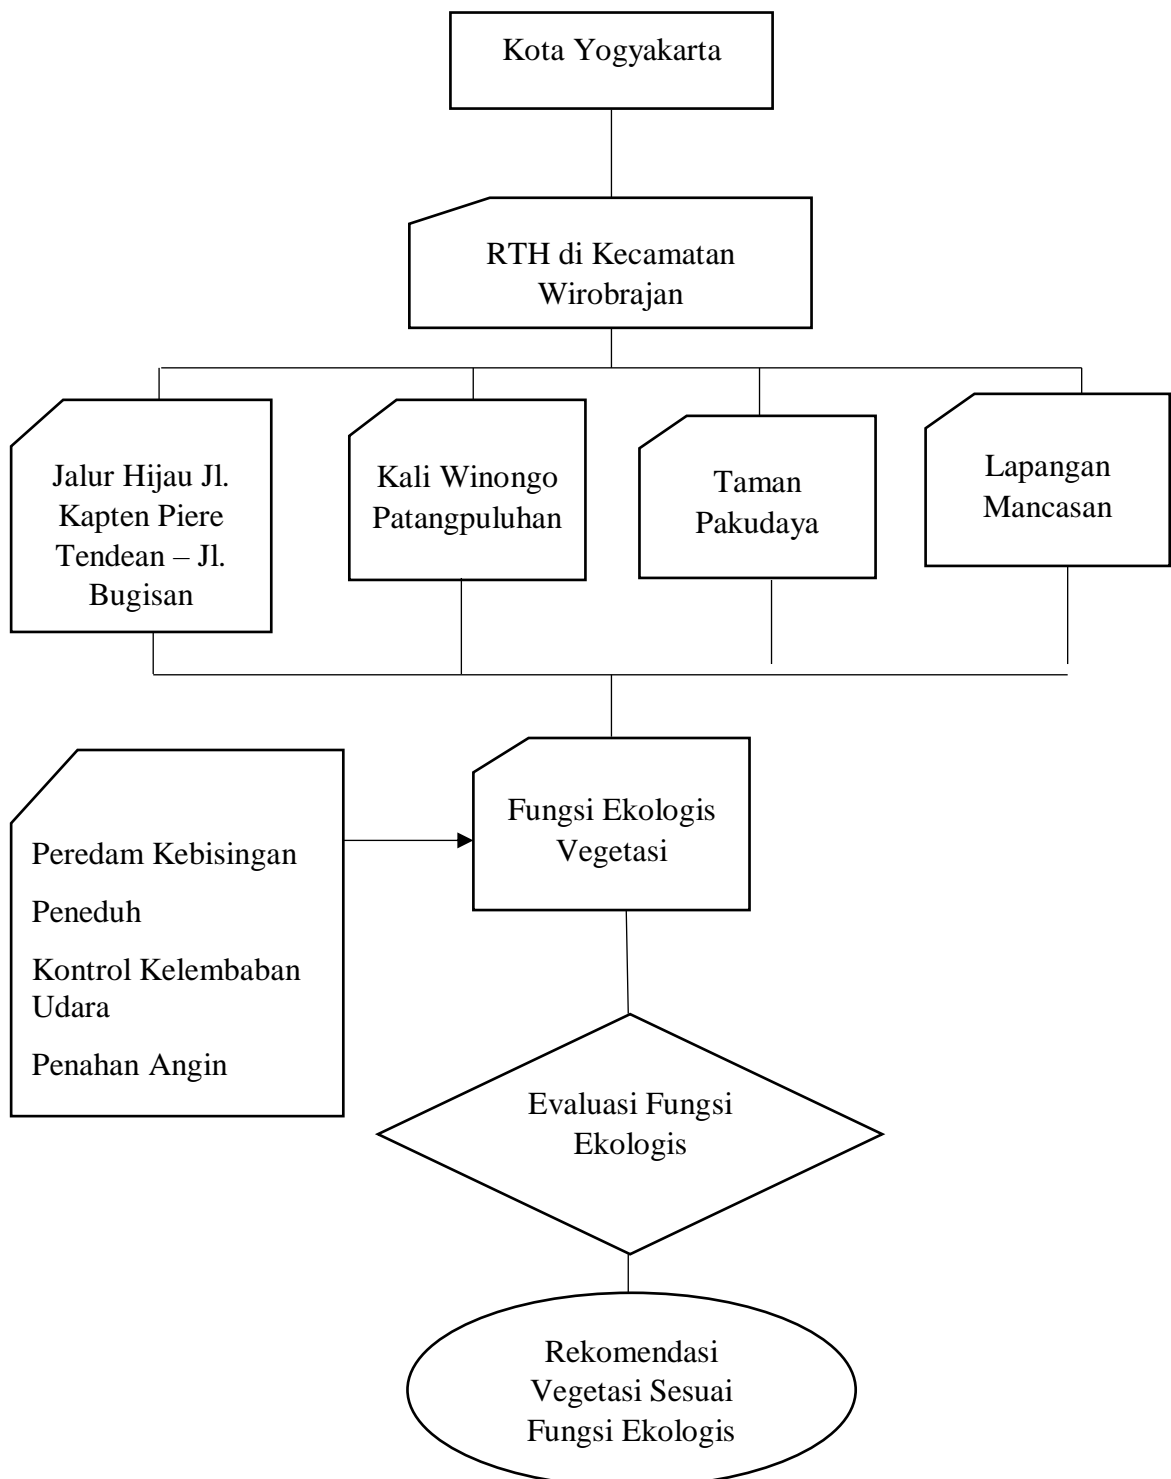 Kota Yogyakarta
RTH di Kecamatan
Wirobrajan
Jalur Hijau Jl.
Kapten Piere
Tendean – Jl.
Bugisan
Kali Winongo
Patangpuluhan
Taman
Pakudaya
Lapangan
Mancasan
Peredam Kebisingan
Peneduh
Kontrol Kelembaban
Udara
Penahan Angin
Fungsi Ekologis
Vegetasi
Evaluasi Fungsi
Ekologis
Rekomendasi
Vegetasi Sesuai
Fungsi Ekologis